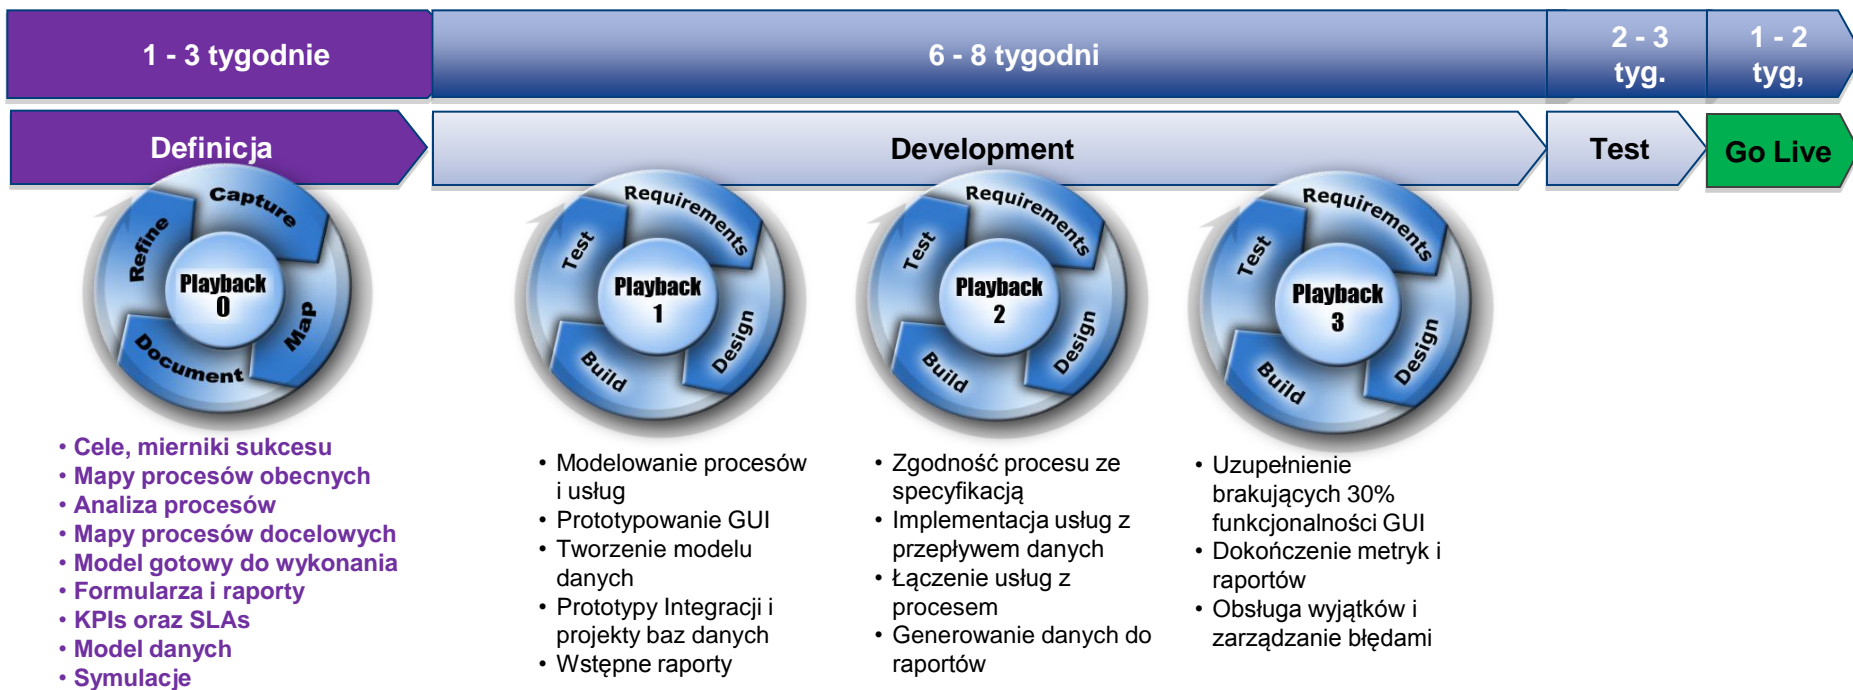 1 - 3 tygodnie
6 - 8 tygodni
2 - 3
tyg.
1 - 2
tyg,
Definicja
Development
Test
Go Live
Capture
Map
Document
Refine
Playback
0
Requirements
Design
Build
Test
Playback
1
Requirements
Design
Build
Test
Playback
2
Requirements
Design
Build
Test
Playback
3
• Cele, mierniki sukcesu
• Mapy procesów obecnych
• Analiza procesów
• Mapy procesów docelowych
• Model gotowy do wykonania
• Formularza i raporty
• KPIs oraz SLAs
• Model danych
• Symulacje
• Modelowanie procesów
i usług
• Prototypowanie GUI
• Tworzenie modelu
danych
• Prototypy Integracji i
projekty baz danych
• Wstępne raporty
• Zgodność procesu ze
specyfikacją
• Implementacja usług z
przepływem danych
• Łączenie usług z
procesem
• Generowanie danych do
raportów
• Uzupełnienie
brakujących 30%
funkcjonalności GUI
• Dokończenie metryk i
raportów
• Obsługa wyjątków i
zarządzanie błędami